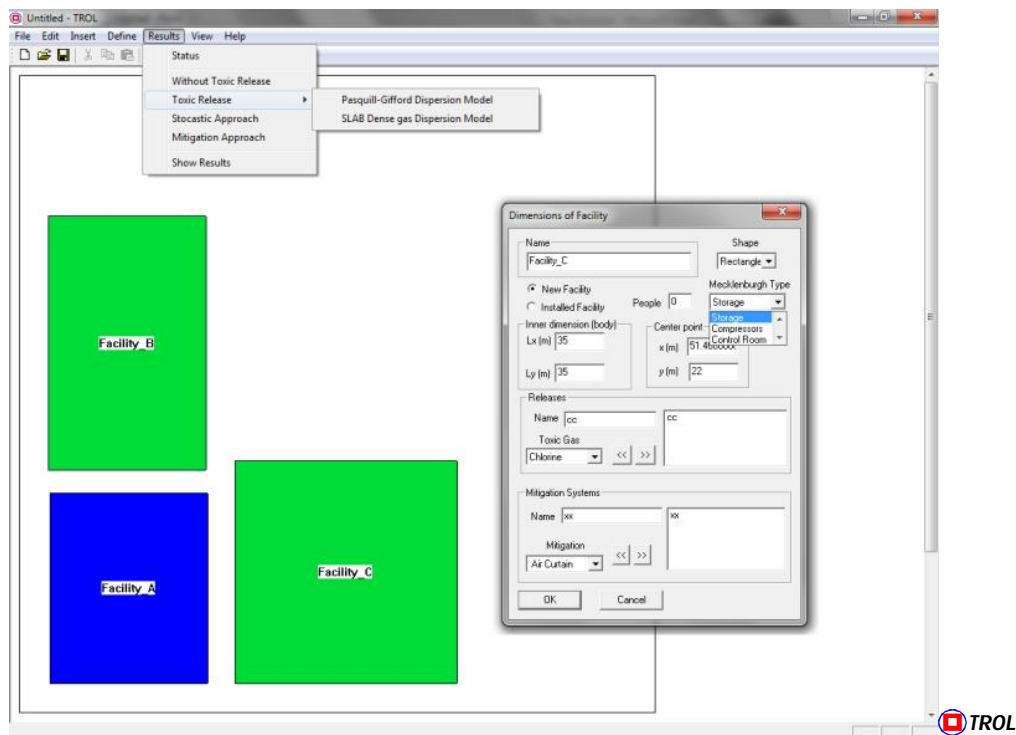 Untitled - TROL
File Edit Insert Define Results View Help
Status
Without Toxic Release
Toxic Release
Pasquill-Gifford Dispersion Model
Stocastic Approach
SLAB Dense gas Dispersion Model
Mitigation Approach
Show Results
Dimensions of Facility
Name
Shape
Facility_C
Rectangle
New Facility
Mecklenburgh Type
Installed Facility
People 0
Storage
Storage
Compressors
Control Room
Inner dimension (body)
Center point
Lx (m) 35
x (m)
Ly (m) 35
y (m) 22
Releases
Name cc
cc
Toxic Gas
Chlorine << >>
Mitigation Systems
Name xx
xx
Mitigation
Air Curtain << >>
OK Cancel
Facility_B
Facility_A
Facility_C
TROL